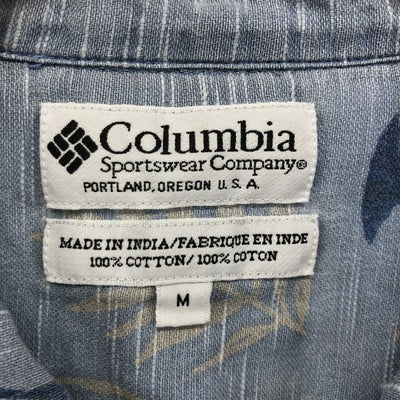 Columbia
Sportswear Company®
PORTLAND, OREGON U.S.A.
MADE IN INDIA/FABRIQUE EN INDE
100% COTTON/100% COTON
M